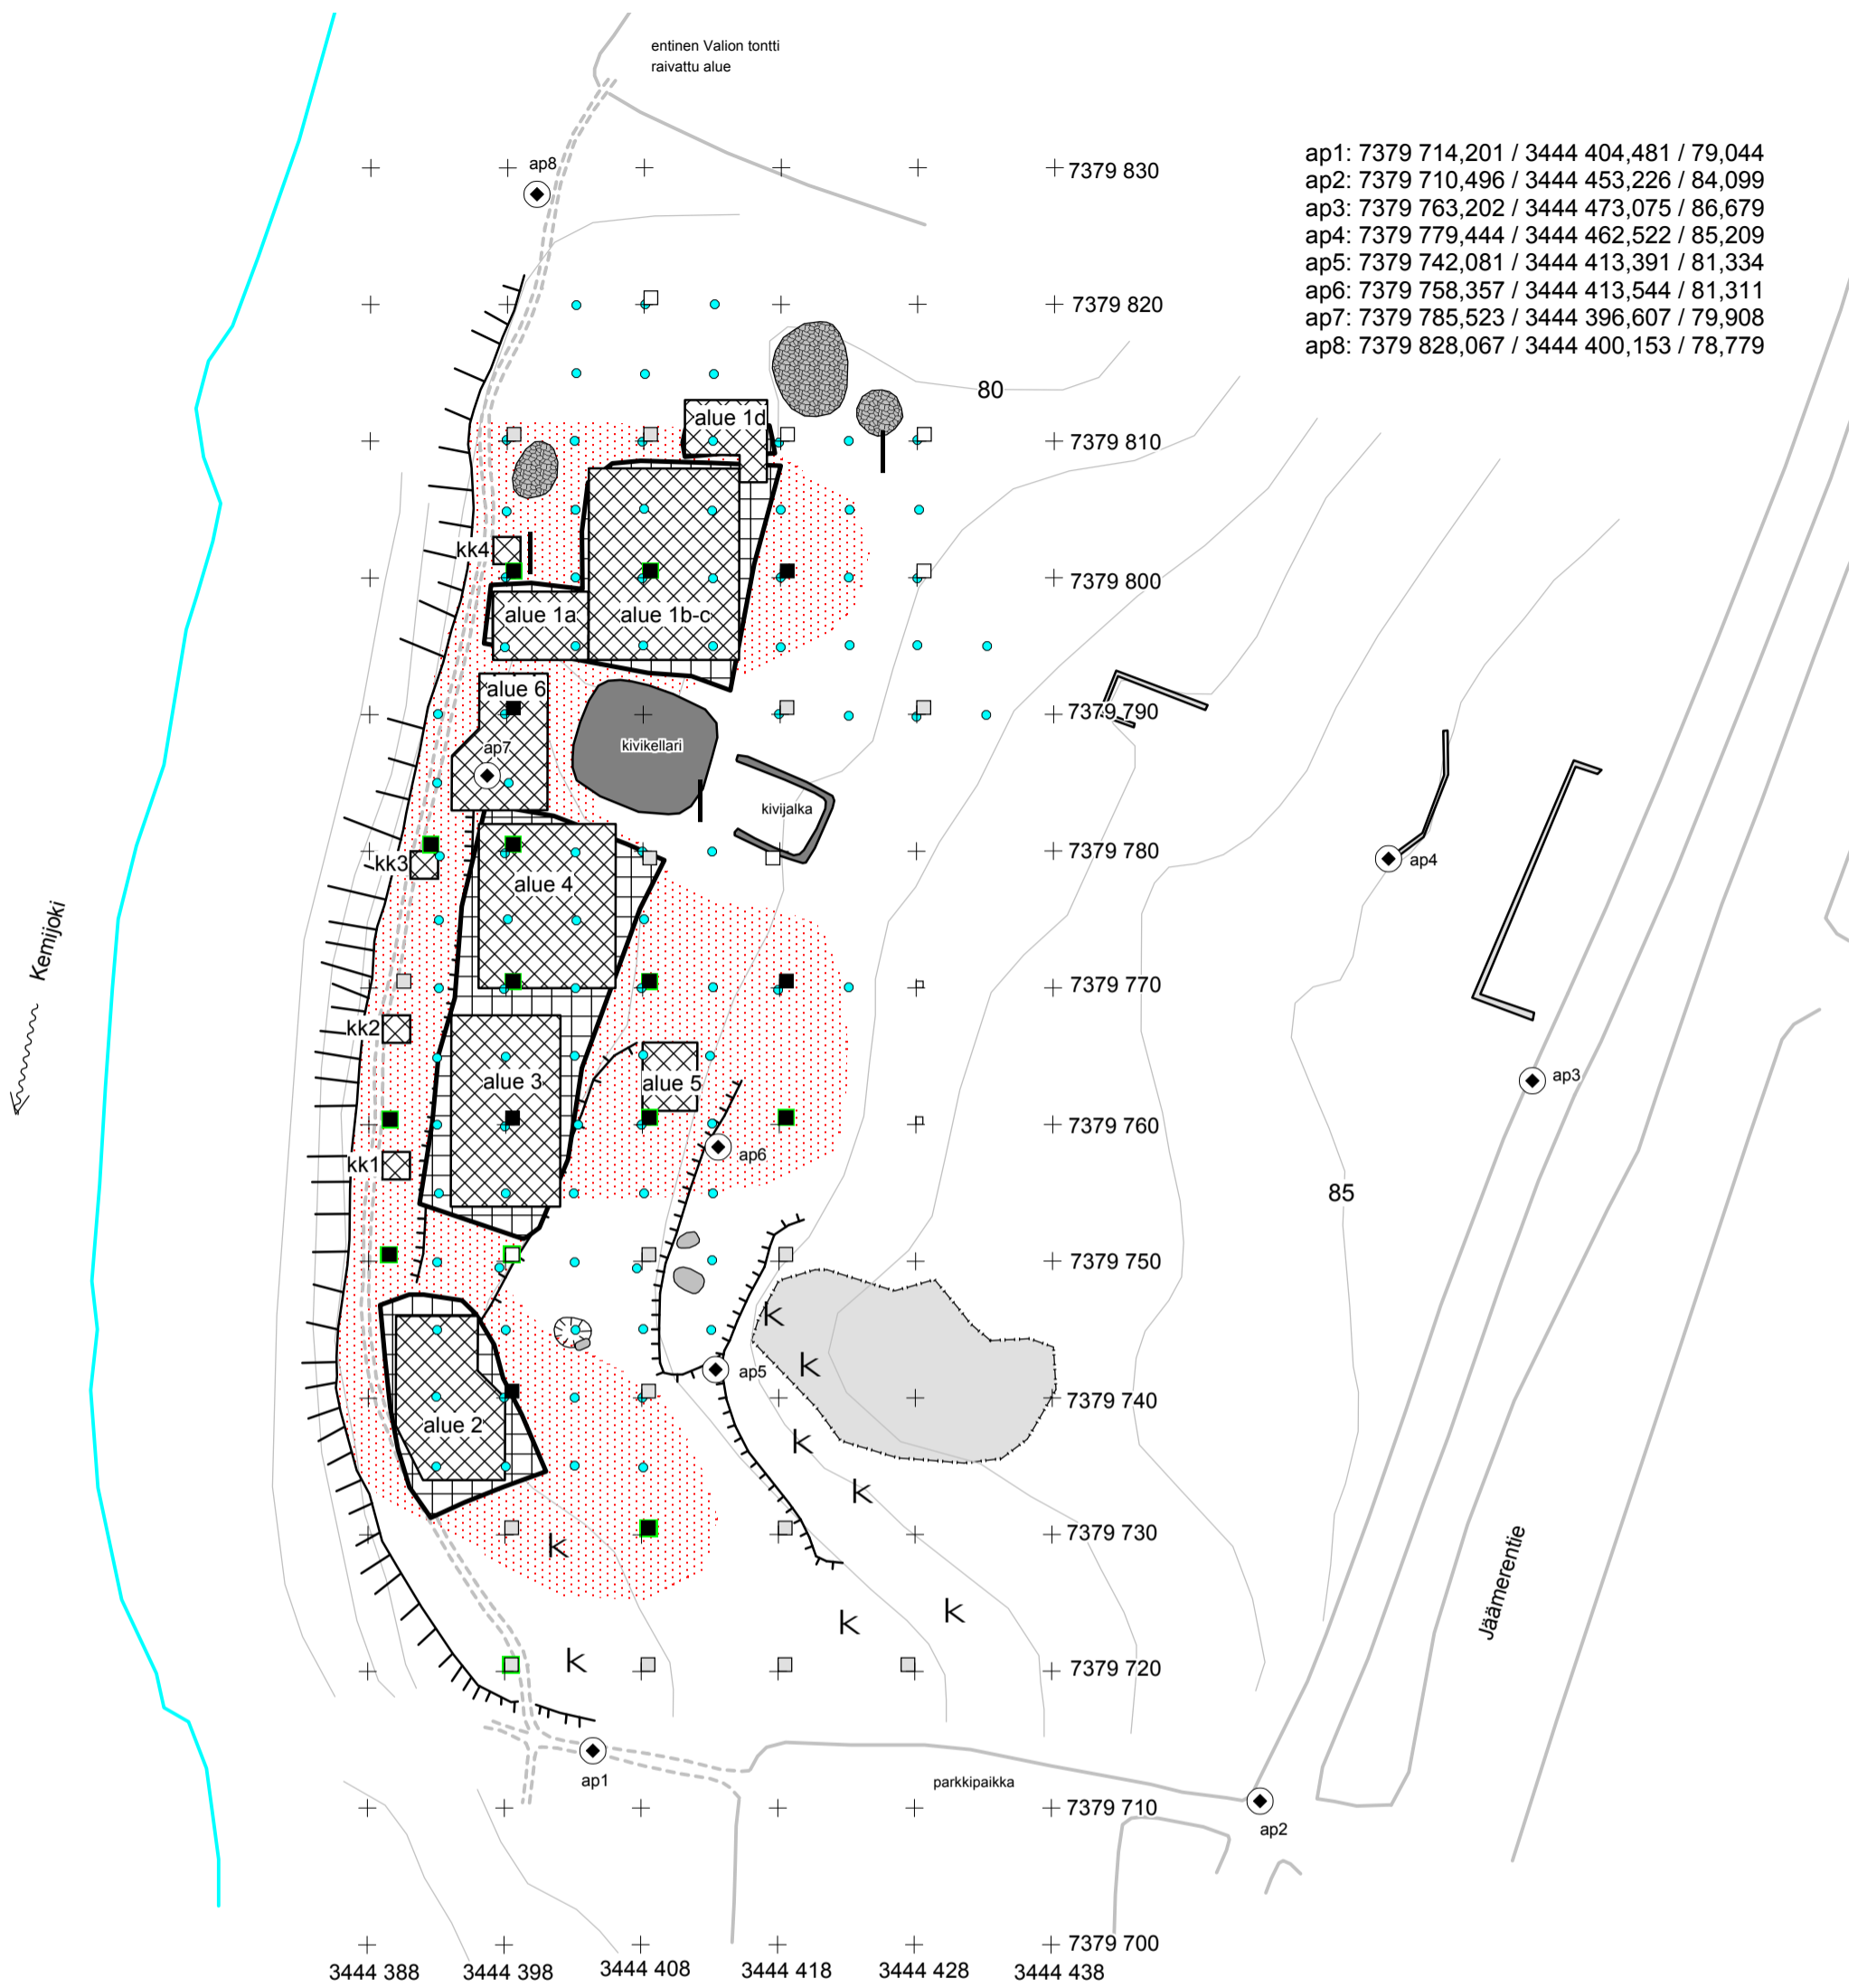 entinen Valion tontti
raivattu alue
ap1: 7379 714,201 / 3444 404,481 / 79,044
ap2: 7379 710,496 / 3444 453,226 / 84,099
ap3: 7379 763,202 / 3444 473,075 / 86,679
ap4: 7379 779,444 / 3444 462,522 / 85,209
ap5: 7379 742,081 / 3444 413,391 / 81,334
ap6: 7379 758,357 / 3444 413,544 / 81,311
ap7: 7379 785,523 / 3444 396,607 / 79,908
ap8: 7379 828,067 / 3444 400,153 / 78,779
ap8
7379 830
7379 820
80
alue 1d
7379 810
kk4
7379 800
alue 1a
alue 1b-c
alue 6
7379 790
ap7
kivikellari
kivijalka
kk3
7379 780
ap4
alue 4
Kemijoki
7379 770
kk2
alue 3
alue 5
ap3
7379 760
ap6
kk1
85
7379 750
k
k
ap5
7379 740
alue 2
k
k
7379 730
k
Jäämerentie
k
k
k
7379 720
ap1
parkkipaikka
7379 710
ap2
7379 700
3444 388
3444 398
3444 408
3444 418
3444 428
3444 438